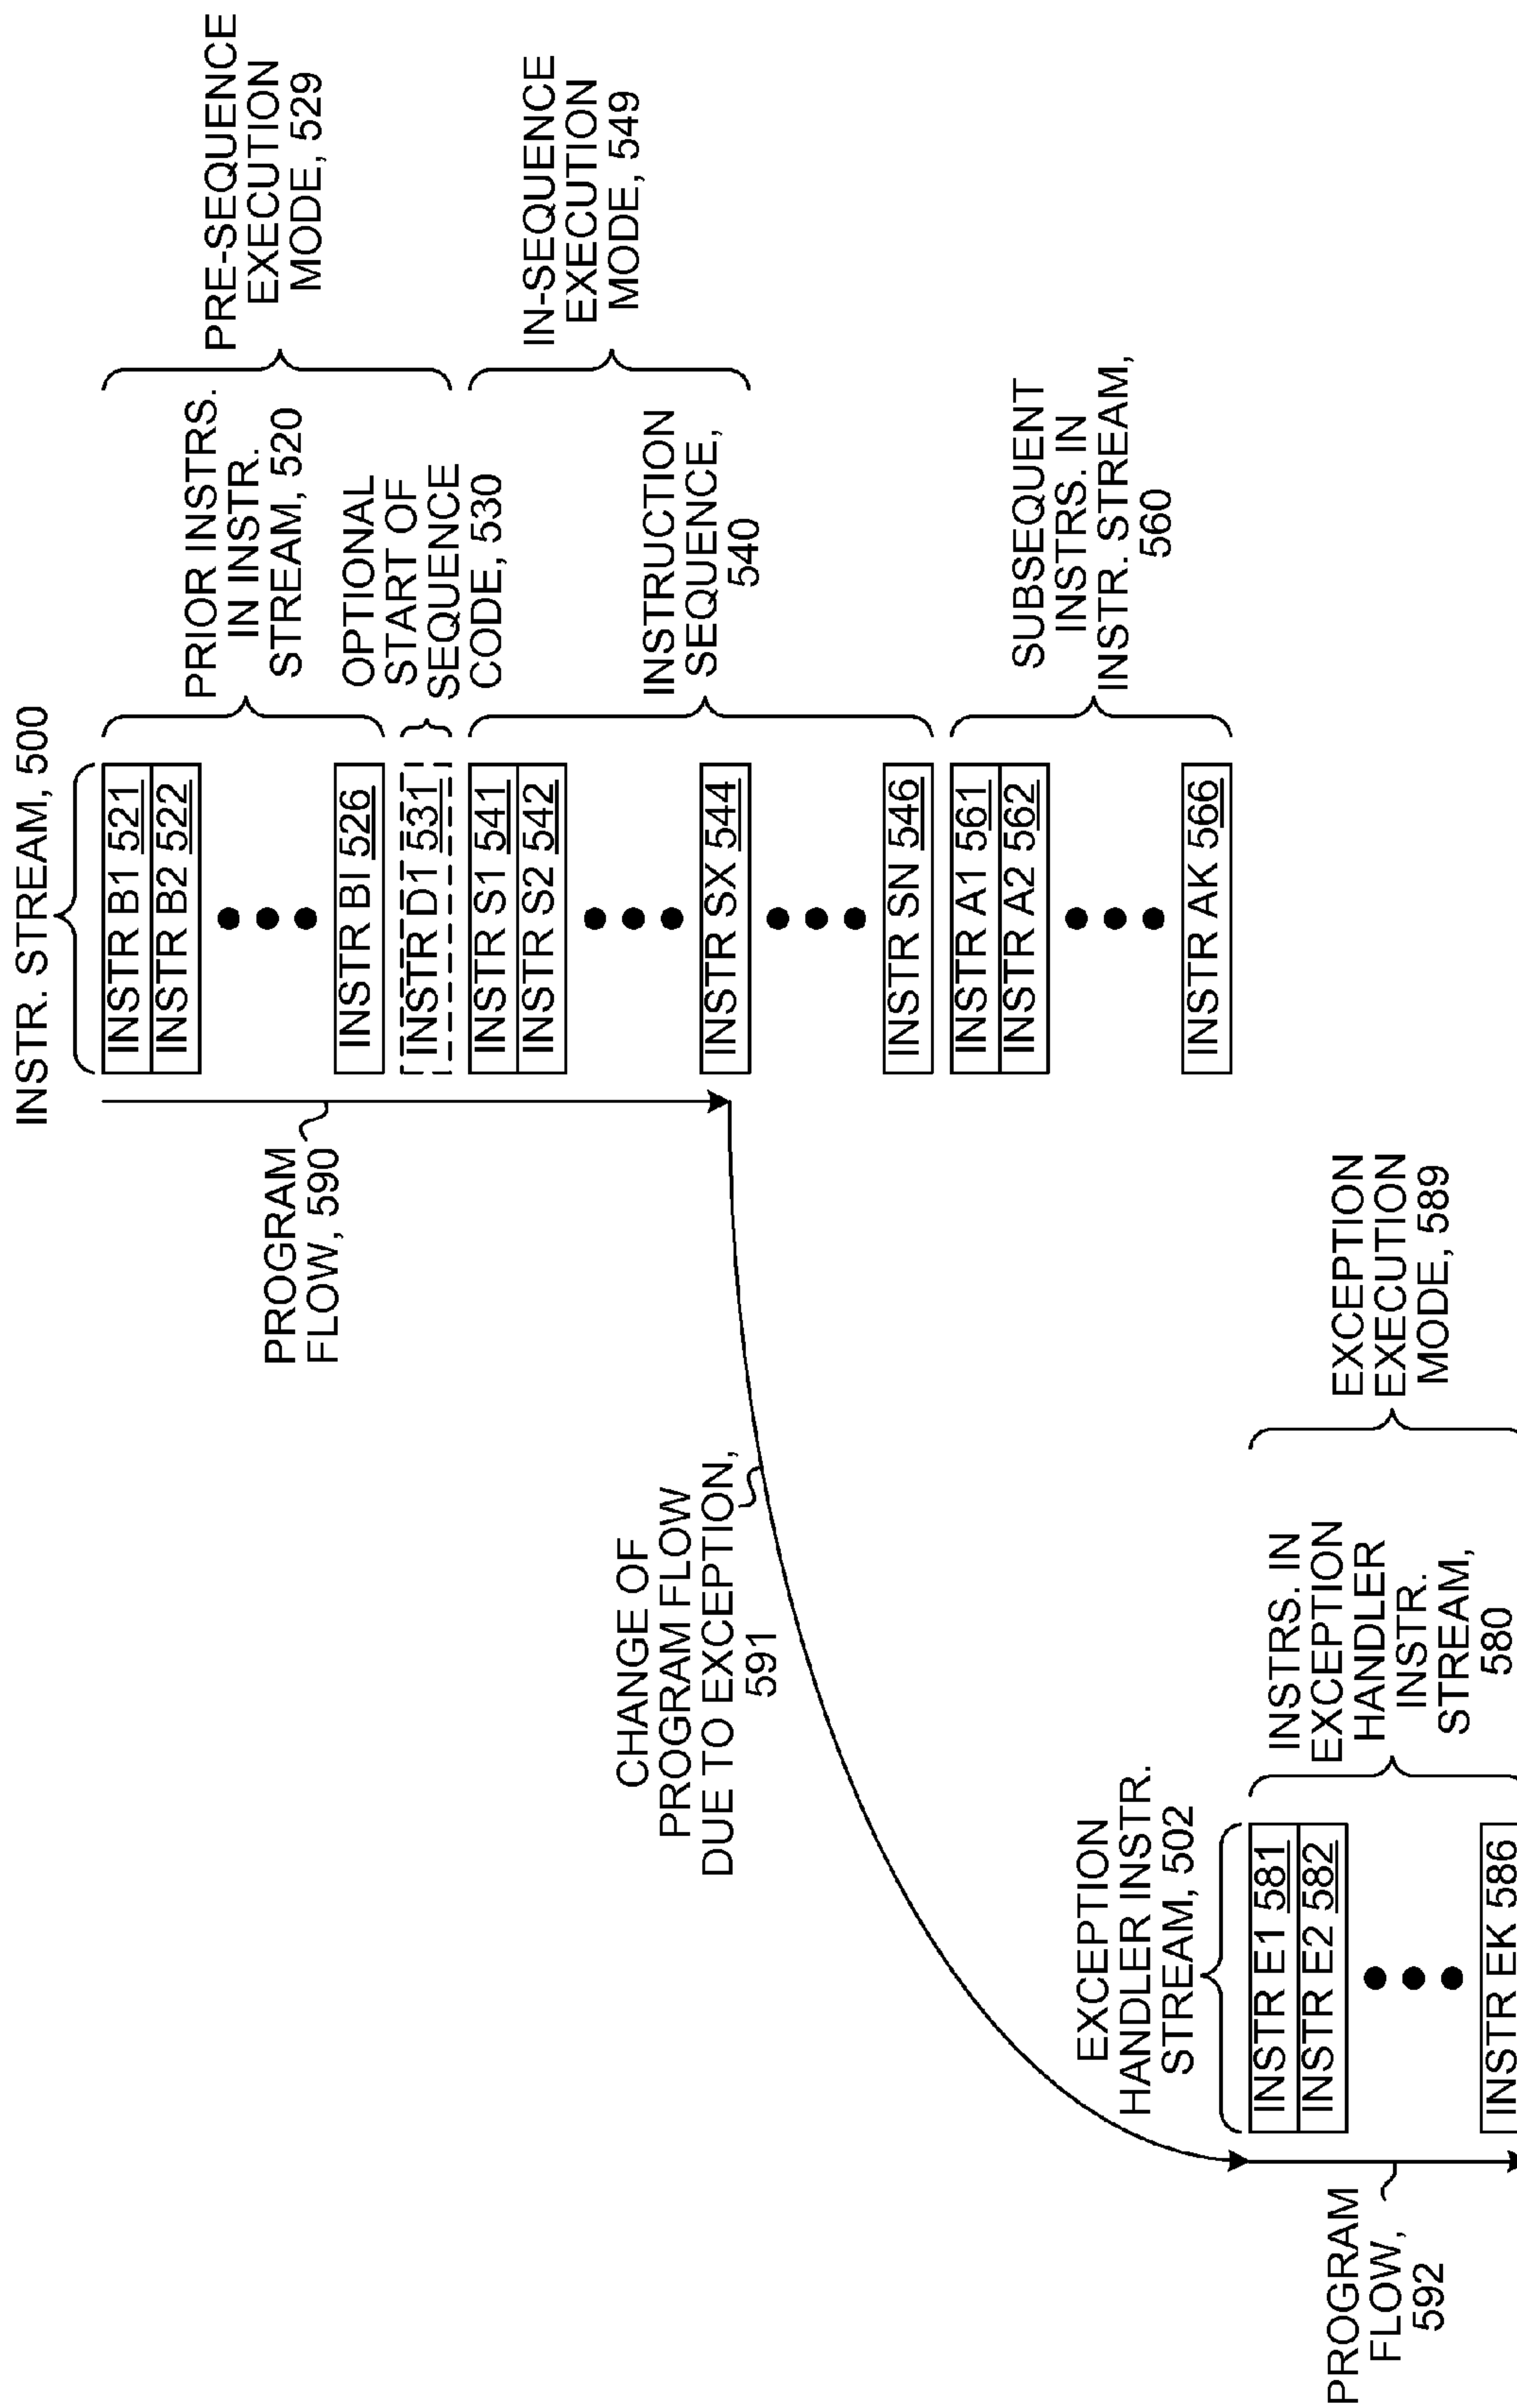 INSTR. STREAM, 500
INSTR B1 521
INSTR B2 522
INSTR BI 526
INSTR D1 531
INSTR S1 541
INSTR S2 542
INSTR SX 544
INSTR SN 546
INSTR A1 561
INSTR A2 562
INSTR AK 566
PRIOR INSTRS.
IN INSTR.
STREAM, 520
OPTIONAL
START OF
SEQUENCE
CODE, 530
INSTRUCTION
SEQUENCE,
540
SUBSEQUENT
INSTRS. IN
INSTR. STREAM,
560
PRE-SEQUENCE
EXECUTION
MODE, 529
IN-SEQUENCE
EXECUTION
MODE, 549
PROGRAM
FLOW, 590
CHANGE OF
PROGRAM FLOW
DUE TO EXCEPTION,
591
EXCEPTION
HANDLER INSTR.
STREAM, 502
INSTR E1 581
INSTR E2 582
INSTR EK 586
INSTRS. IN
EXCEPTION
HANDLER
INSTR.
STREAM,
580
EXCEPTION
EXECUTION
MODE, 589
PROGRAM
FLOW,
592